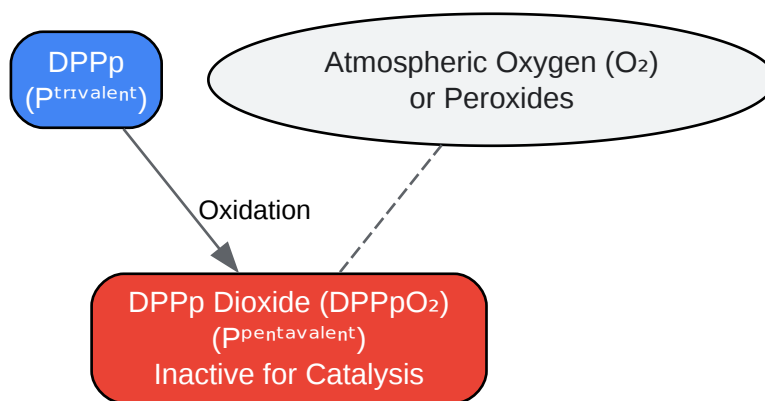 DPPp
(Pᵗʳⁱᵛᵃˡᵉⁿᵗ)
Atmospheric Oxygen (O₂)
or Peroxides
Oxidation
DPPp Dioxide (DPPpO₂)
(Pᵖᵉⁿᵗᵃᵛᵃˡᵉⁿᵗ)
Inactive for Catalysis